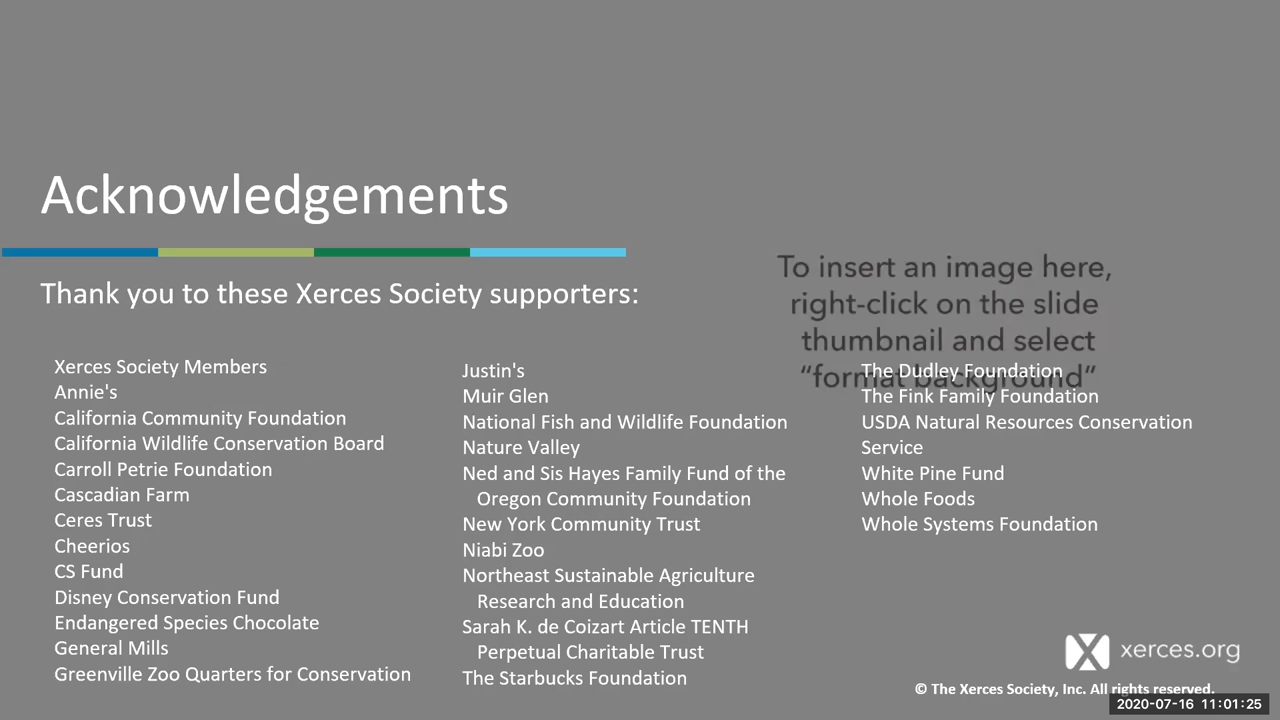 Acknowledgements
Thank you to these Xerces Society supporters:
Xerces Society Members
Annie's
California Community Foundation
California Wildlife Conservation Board
Carroll Petrie Foundation
Cascadian Farm
Ceres Trust
Cheerios
CS Fund
Disney Conservation Fund
Endangered Species Chocolate
General Mills
Greenville Zoo Quarters for Conservation
Justin's
Muir Glen
National Fish and Wildlife Foundation
Nature Valley
Ned and Sis Hayes Family Fund of the
Oregon Community Foundation
New York Community Trust
Niabi Zoo
Northeast Sustainable Agriculture
Research and Education
Sarah K. de Coizart Article TENTH
Perpetual Charitable Trust
The Starbucks Foundation
To insert an image here,
right-click on the slide
thumbnail and select
“format background”
The Dudley Foundation
The Fink Family Foundation
USDA Natural Resources Conservation
Service
White Pine Fund
Whole Foods
Whole Systems Foundation
xerces.org
© The Xerces Society, Inc. All rights reserved.
2020-07-16 11:01:25